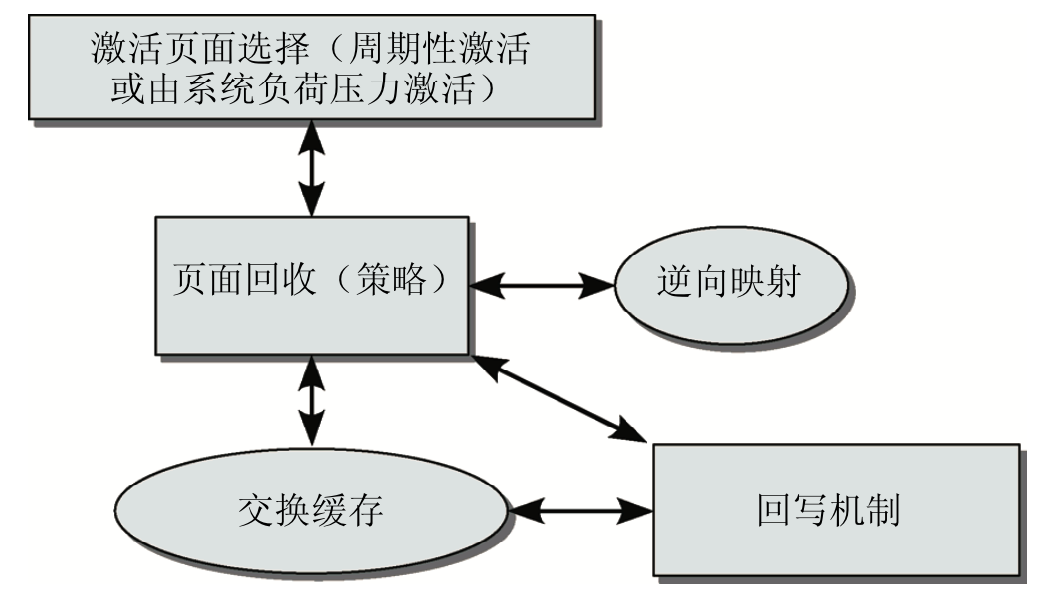 激活页面选择（周期性激活
或由系统负荷压力激活）
页面回收（策略）
逆向映射
交换缓存
回写机制